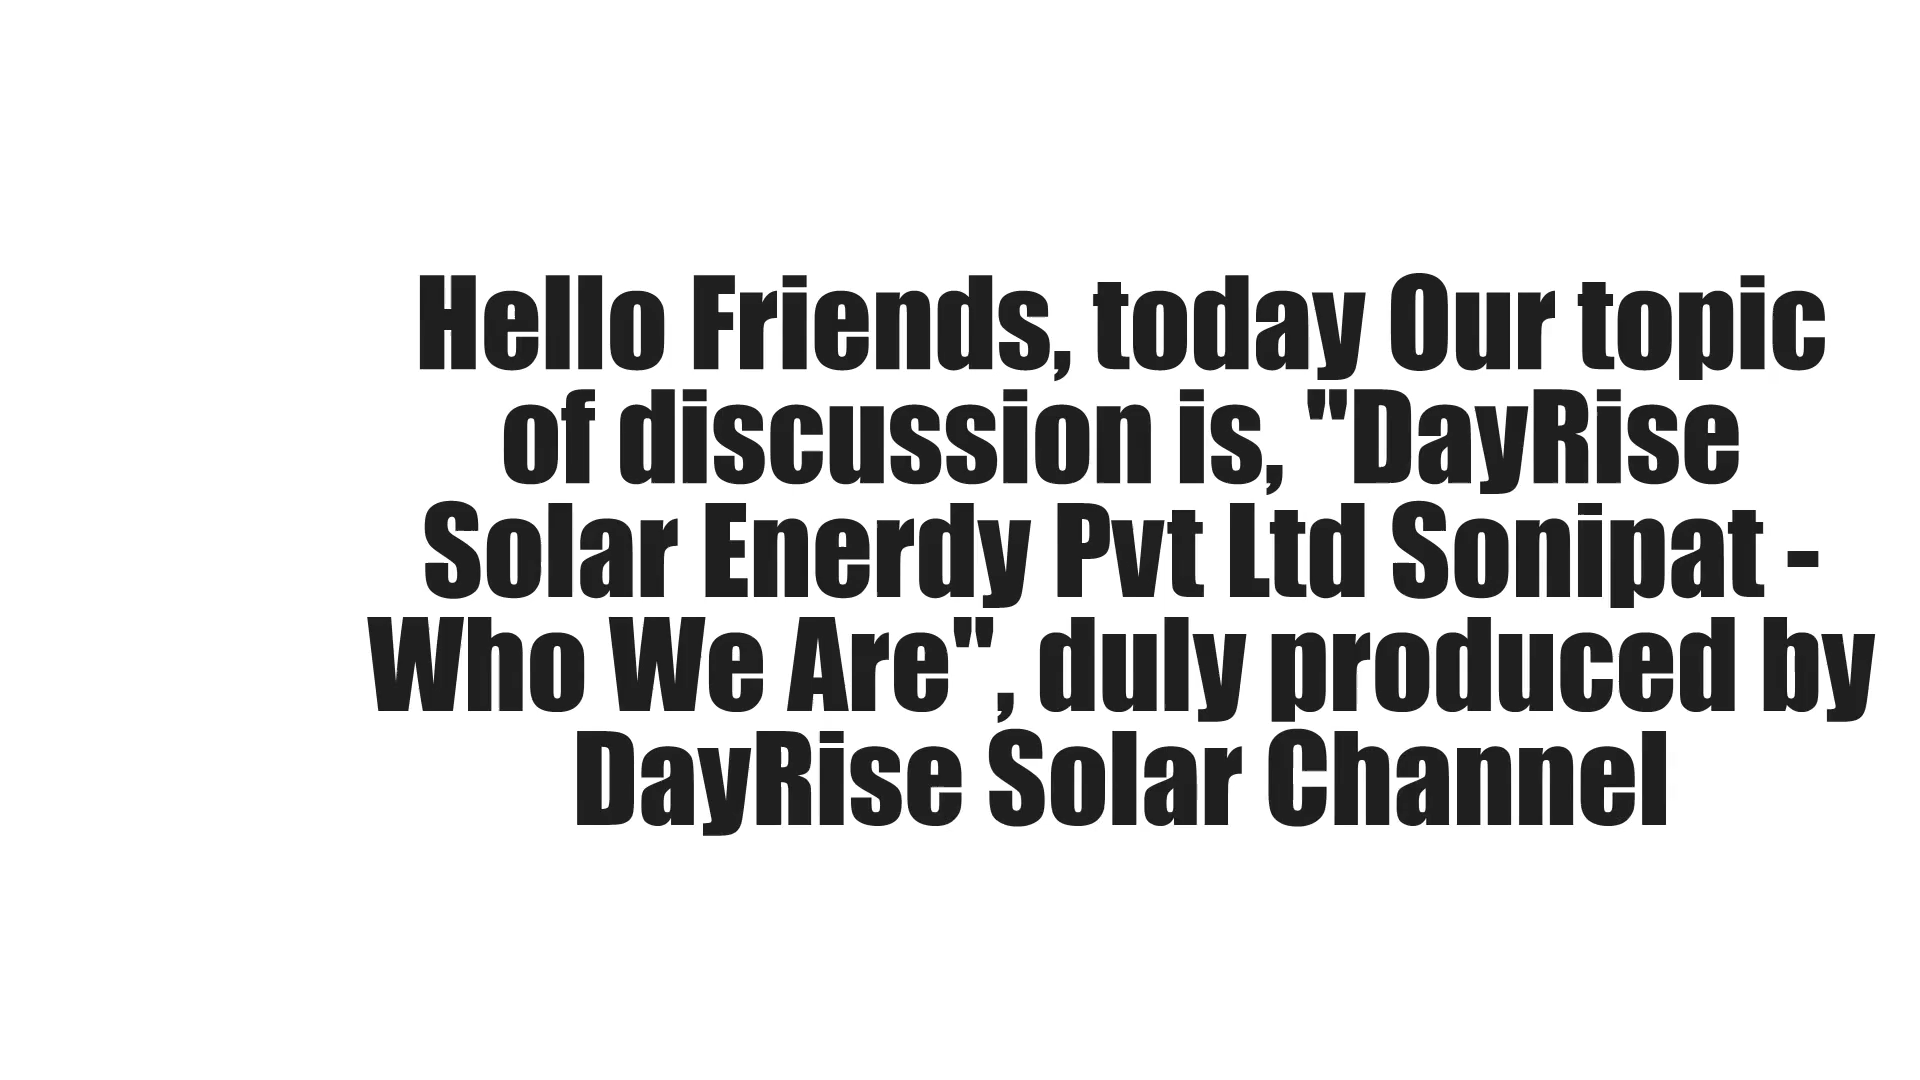 Hello Friends, today Our topic
of discussion is, "DayRise
Solar Enerdy Pvt Ltd Sonipat -
Who We Are", duly produced by
DayRise Solar Channel